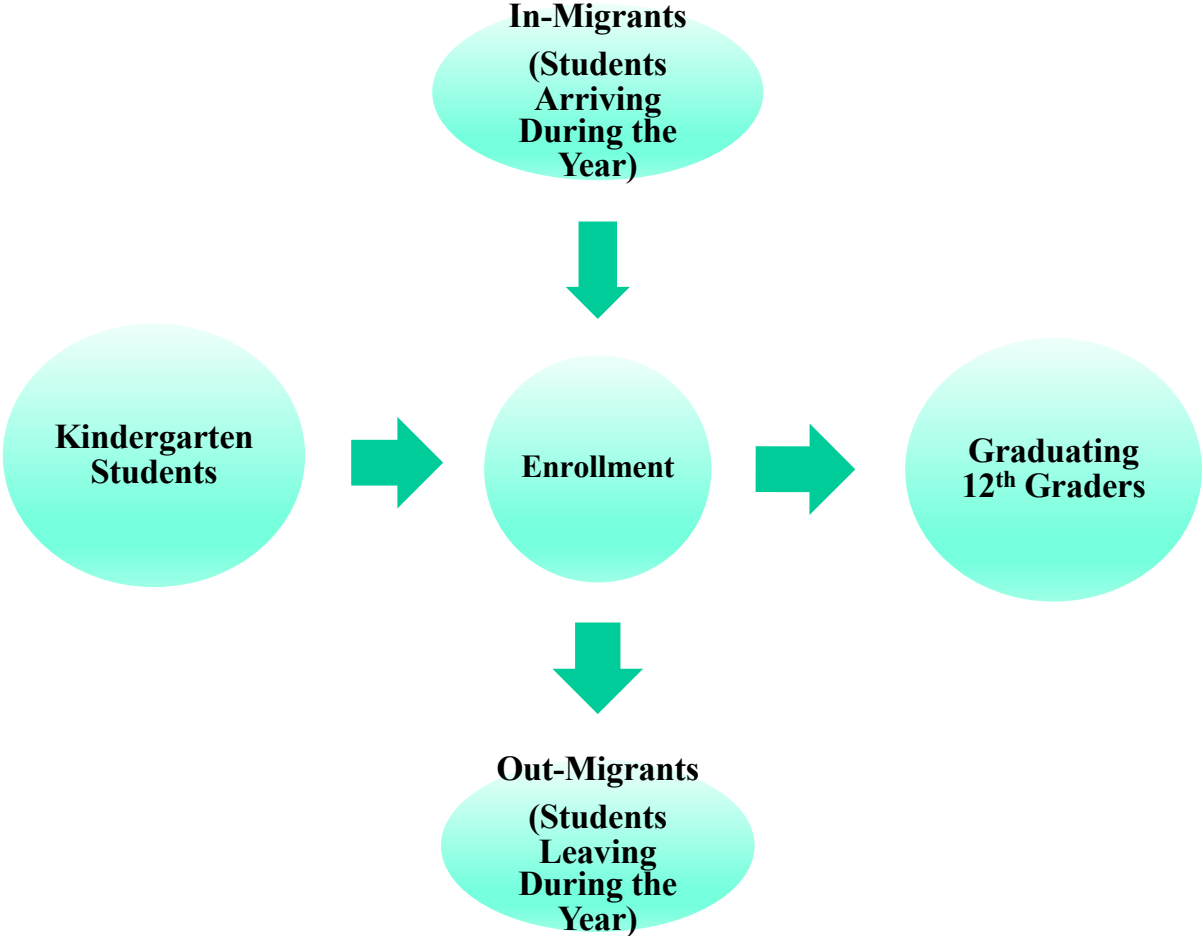 In-Migrants
(Students
Arriving
During the
Year)
Kindergarten
Students
Enrollment
Graduating
12th Graders
Out-Migrants
(Students
Leaving
During the
Year)